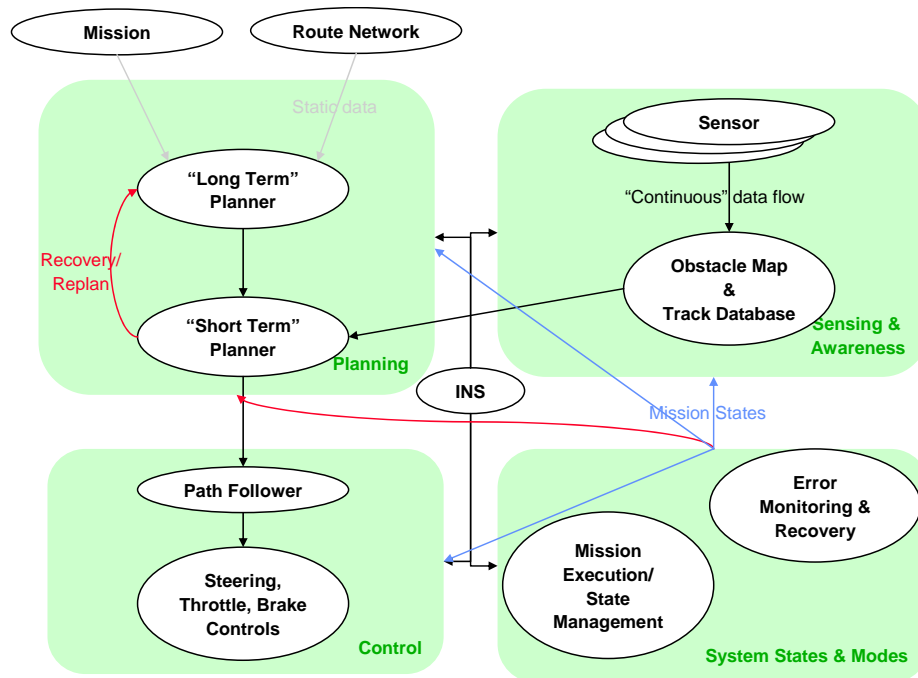 Mission
Route Network
Static data
Sensor
“Long Term”
Planner
“Continuous” data flow
Recovery/
Replan
Obstacle Map
&
Track Database
“Short Term”
Planner
Planning
Sensing &
Awareness
INS
Mission States
Path Follower
Error
Monitoring &
Recovery
Steering,
Throttle, Brake
Controls
Mission
Execution/
State
Management
Control
System States & Modes